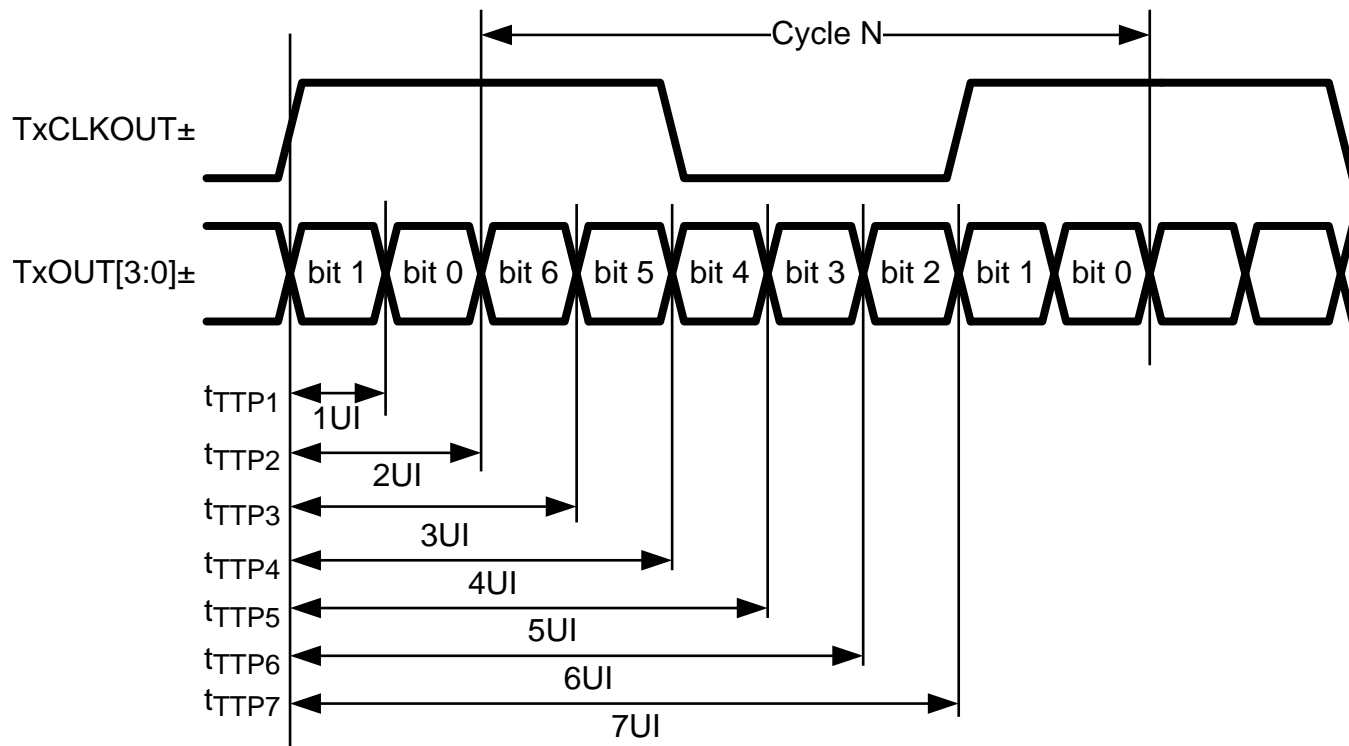 Cycle N
TxCLKOUT±
TxOUT[3:0]±
bit 1 bit 0 bit 6 bit 5 bit 4 bit 3 bit 2 bit 1 bit 0
tTTP1
1UI
tTTP2
2UI
tTTP3
3UI
tTTP4
4UI
tTTP5
5UI
tTTP6
6UI
tTTP7
7UI